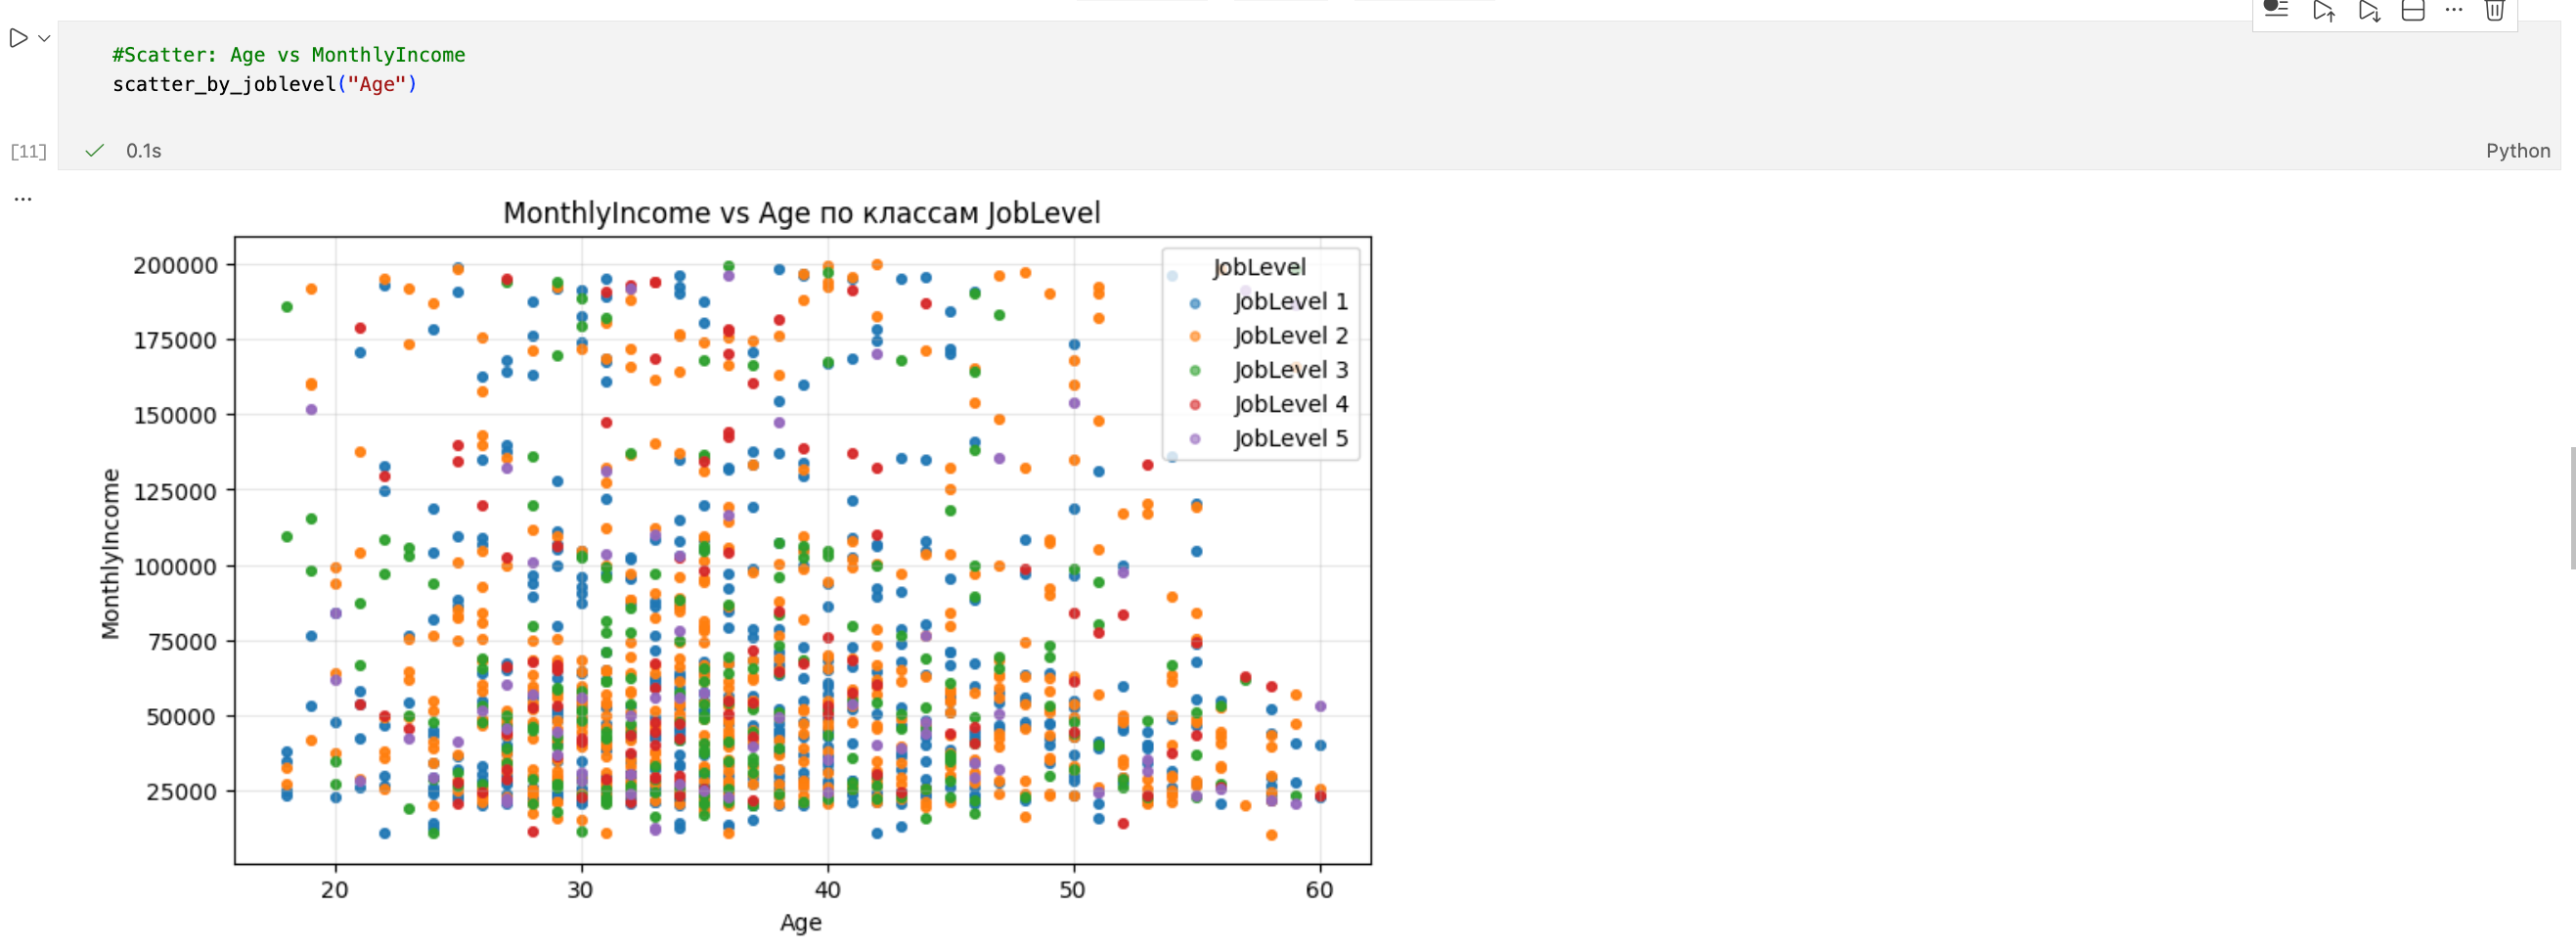 #Scatter: Age vs MonthlyIncome
scatter_by_joblevel("Age")
[11]
0.1s
Python
...
MonthlyIncome vs Age по классам JobLevel
MonthlyIncome
200000
175000
150000
125000
100000
75000
50000
25000
JobLevel
JobLevel 1
JobLevel 2
JobLevel 3
JobLevel 4
JobLevel 5
20
30
40
50
60
Age